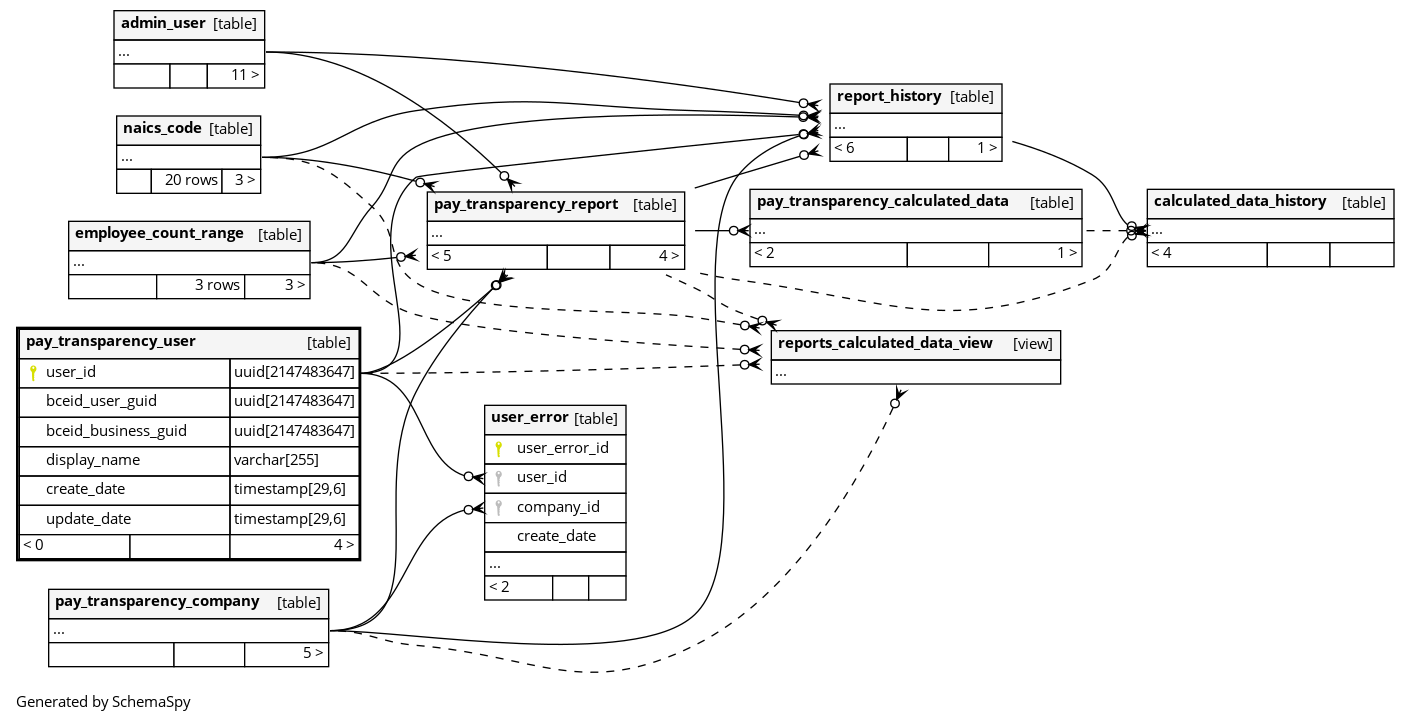 admin_user [table]
...
11 >
naics_code [table]
...
20 rows 3 >
employee_count_range [table]
...
3 rows 3 >
pay_transparency_user [table]
user_id uuid[2147483647]
bceid_user_guid uuid[2147483647]
bceid_business_guid uuid[2147483647]
display_name varchar[255]
create_date timestamp[29,6]
update_date timestamp[29,6]
< 0 4 >
pay_transparency_company [table]
...
5 >
pay_transparency_report [table]
...
< 5 4 >
user_error [table]
user_error_id
user_id
company_id
create_date
...
< 2
report_history [table]
...
< 6 1 >
pay_transparency_calculated_data [table]
...
< 2 1 >
reports_calculated_data_view [view]
...
calculated_data_history [table]
...
< 4
Generated by SchemaSpy